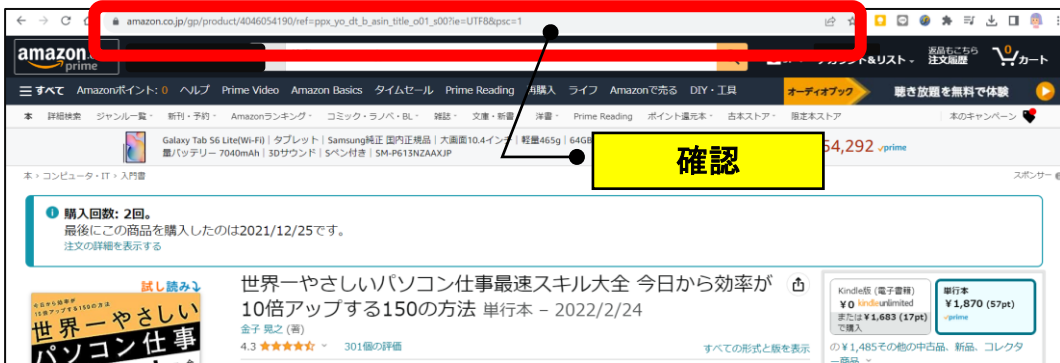 amazon.co.jp/gp/product/4046054190/ref=ppx_yo_dt_b_asin_title_o01_s00?ie=UTF8&psc=1
amazon
prime
&リスト
返品もこちら
注文履歴
0
カート
すべて Amazonポイント: 0 ヘルプ Prime Video Amazon Basics タイムセール Prime Reading 再購入 ライフ Amazonで売る DIY・工具 オーディオブック 聴き放題を無料で体験
本 詳細検索 ジャンル一覧 新刊・予約 Amazonランキング コミック・ラノベ・BL 雑誌 文庫・新書 洋書 Prime Reading ポイント還元本 古本ストア 限定本ストア 本のキャンペーン
Galaxy Tab S6 Lite(Wi-Fi) | タブレット | Samsung純正 国内正規品 | 大画面10.4インチ | 軽量465g | 64GB
量バッテリー 7040mAh | 3Dサウンド | Sペン付き | SM-P613NZAAXJP
54,292 prime
確認
本 › コンピュータ・IT › 入門書
スポンサー
購入回数: 2回。
最後にこの商品を購入したのは2021/12/25です。
注文の詳細を表示する
試し読み
今日から効率が
10倍アップする150の方法
世界一やさしい
パソコン仕事
世界一やさしいパソコン仕事最速スキル大全 今日から効率が
10倍アップする150の方法 単行本 – 2022/2/24
金子 晃之 (著)
4.3 ★★★★☆ 301個の評価
すべての形式と版を表示
Kindle版 (電子書籍)
¥0 kindleunlimited
または¥1,683 (17pt)
で購入
単行本
¥1,870 (57pt)
prime
の¥1,485その他の中古品、新品、コレクタ
ー商品